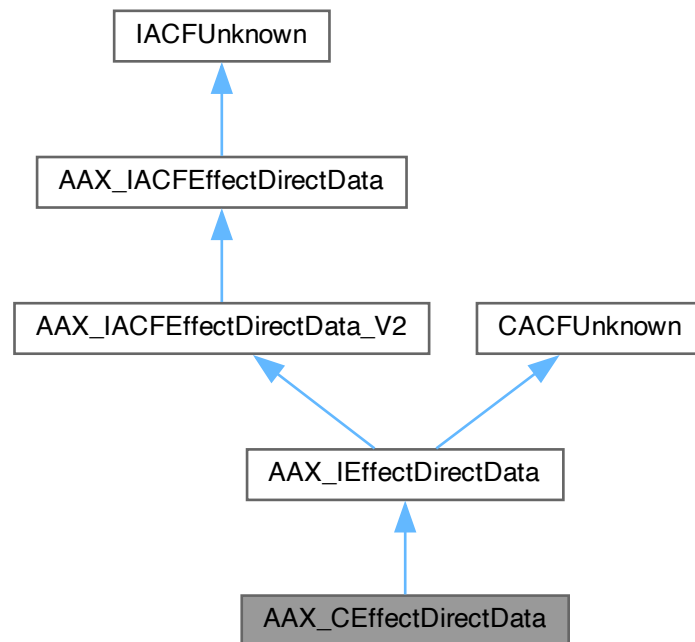 IACFUnknown
AAX_IACFEffectDirectData
AAX_IACFEffectDirectData_V2
CACFUnknown
AAX_IEffectDirectData
AAX_CEffectDirectData